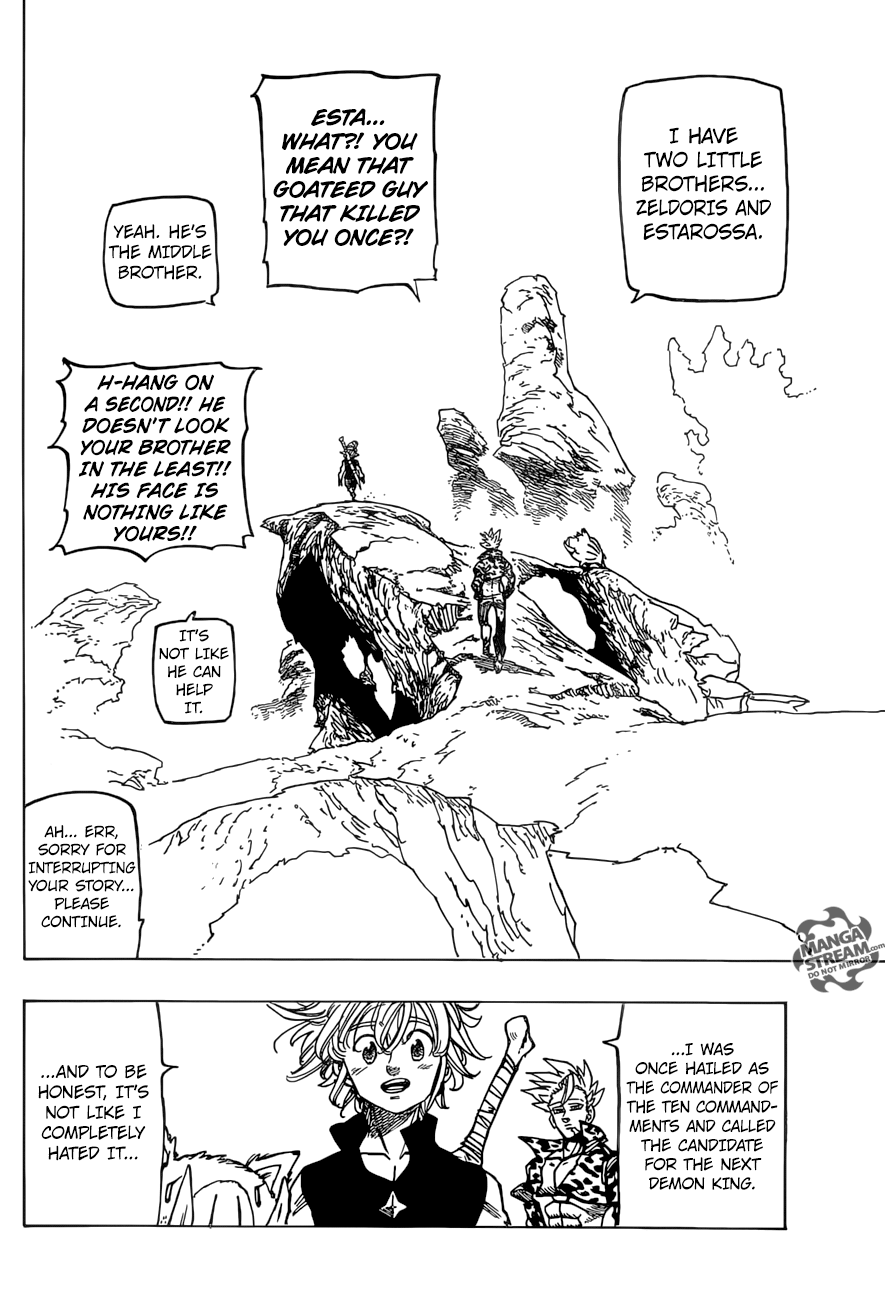 I HAVE
TWO LITTLE
BROTHERS...
ZELDORIS AND
ESTAROSSA.
ESTA...
WHAT?! YOU
MEAN THAT
GOATEED GUY
THAT KILLED
YOU ONCE?!
YEAH. HE'S
THE MIDDLE
BROTHER.
H-HANG ON
A SECOND!! HE
DOESN'T LOOK
YOUR BROTHER
IN THE LEAST!!
HIS FACE IS
NOTHING LIKE
YOURS!!
IT'S
NOT LIKE
HE CAN
HELP
IT.
AH... ERR,
SORRY FOR
INTERRUPTING
YOUR STORY...
PLEASE
CONTINUE.
MANGA
STREAM.com
DO NOT MIRROR
...I WAS
ONCE HAILED AS
THE COMMANDER OF
THE TEN COMMAND-
MENTS AND CALLED
THE CANDIDATE
FOR THE NEXT
DEMON KING.
...AND TO BE
HONEST, IT'S
NOT LIKE I
COMPLETELY
HATED IT...